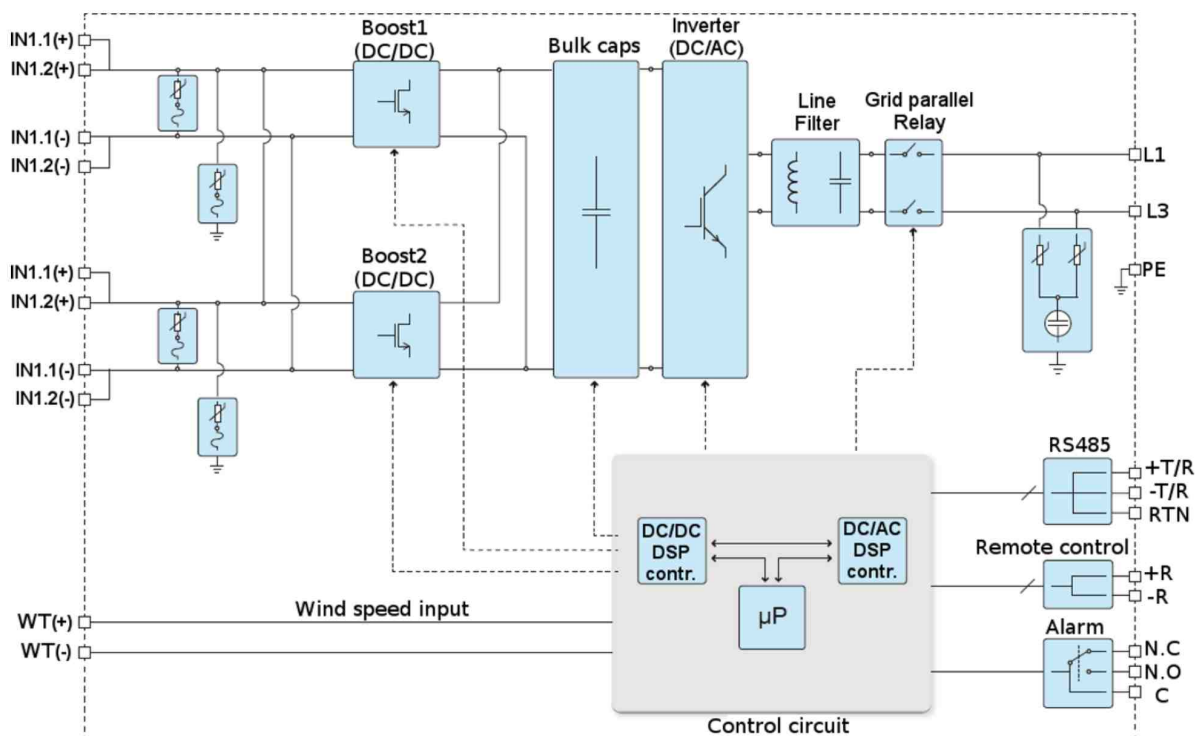 IN1.1(+)
IN1.2(+)
IN1.1(-)
IN1.2(-)
Boost1
(DC/DC)
Bulk caps
Inverter
(DC/AC)
Line
Filter
Grid parallel
Relay
L1
L3
PE
IN1.1(+)
IN1.2(+)
IN1.1(-)
IN1.2(-)
Boost2
(DC/DC)
RS485
+T/R
-T/R
RTN
DC/DC
DSP
contr.
DC/AC
DSP
contr.
µP
Remote control
+R
-R
Wind speed input
WT(+)
WT(-)
Alarm
N.C
N.O
C
Control circuit